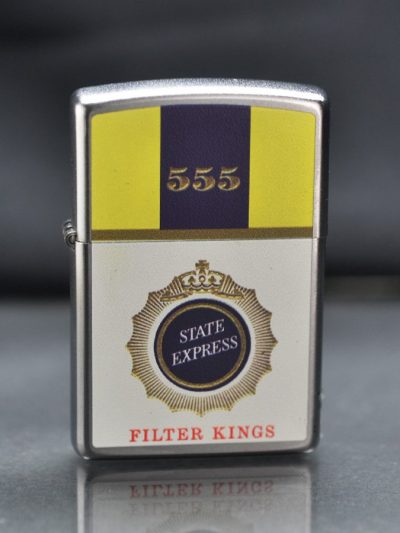 555
STATE
EXPRESS
FILTER KINGS